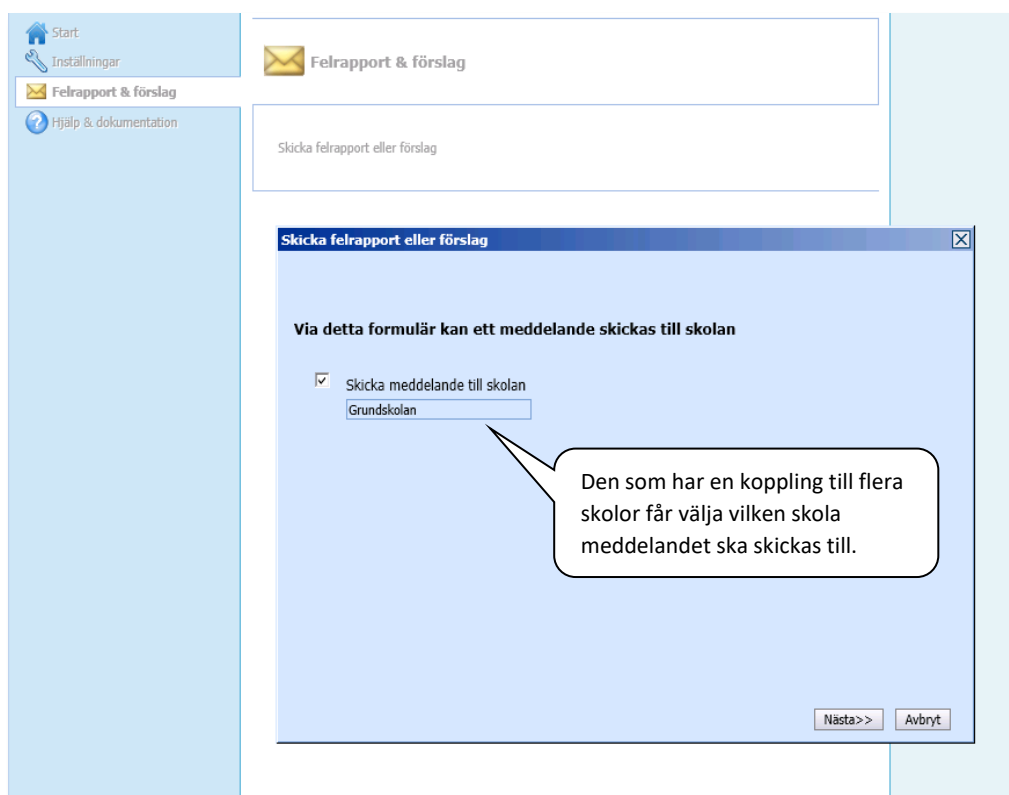 Start
Inställningar
Felrapport & förslag
Hjälp & dokumentation
Felrapport & förslag
Skicka felrapport eller förslag
Skicka felrapport eller förslag
Via detta formulär kan ett meddelande skickas till skolan
Skicka meddelande till skolan
Grundskolan
Den som har en koppling till flera
skolor får välja vilken skola
meddelandet ska skickas till.
Nästa>> Avbryt